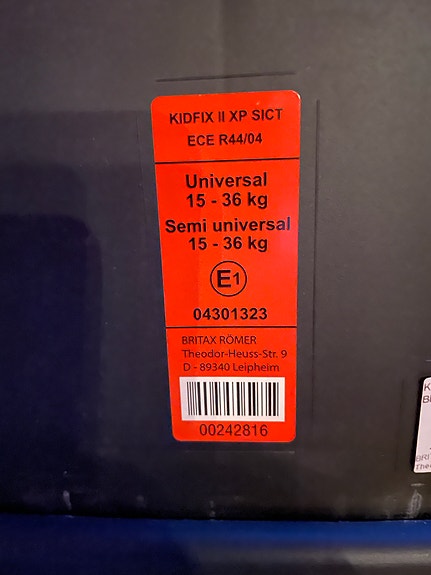 KIDFIX II XP SICT
ECE R44/04
Universal
15 - 36 kg
Semi universal
15 - 36 kg
E1
04301323
BRITAX RÖMER
Theodor-Heuss-Str. 9
D - 89340 Leipheim
00242816